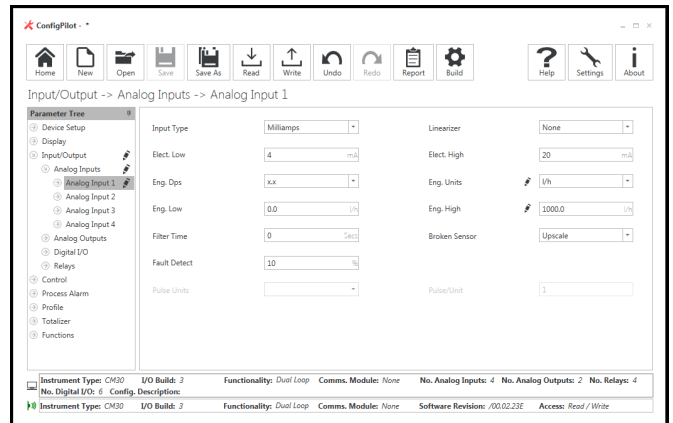 ConfigPilot - *
Home New Open Save Save As Read Write Undo Redo Report Build Help Settings About
Input/Output -> Analog Inputs -> Analog Input 1
Parameter Tree
Device Setup
Display
Input/Output
Analog Inputs
Analog Input 1
Analog Input 2
Analog Input 3
Analog Input 4
Analog Outputs
Digital I/O
Relays
Control
Process Alarm
Profile
Totalizer
Functions
Input Type Milliamps Linearizer None
Elect. Low 4 mA Elect. High 20 mA
Eng. Dps x.x Eng. Units l/h
Eng. Low 0.0 l/h Eng. High 1000.0 l/h
Filter Time 0 Secs Broken Sensor Upscale
Fault Detect 10 %
Pulse Units Pulse/Unit 1
Instrument Type: CM30 I/O Build: 3 Functionality: Dual Loop Comms. Module: None No. Analog Inputs: 4 No. Analog Outputs: 2 No. Relays: 4
No. Digital I/O: 6 Config. Description:
Instrument Type: CM30 I/O Build: 3 Functionality: Dual Loop Comms. Module: None Software Revision: /00.02.23E Access: Read / Write